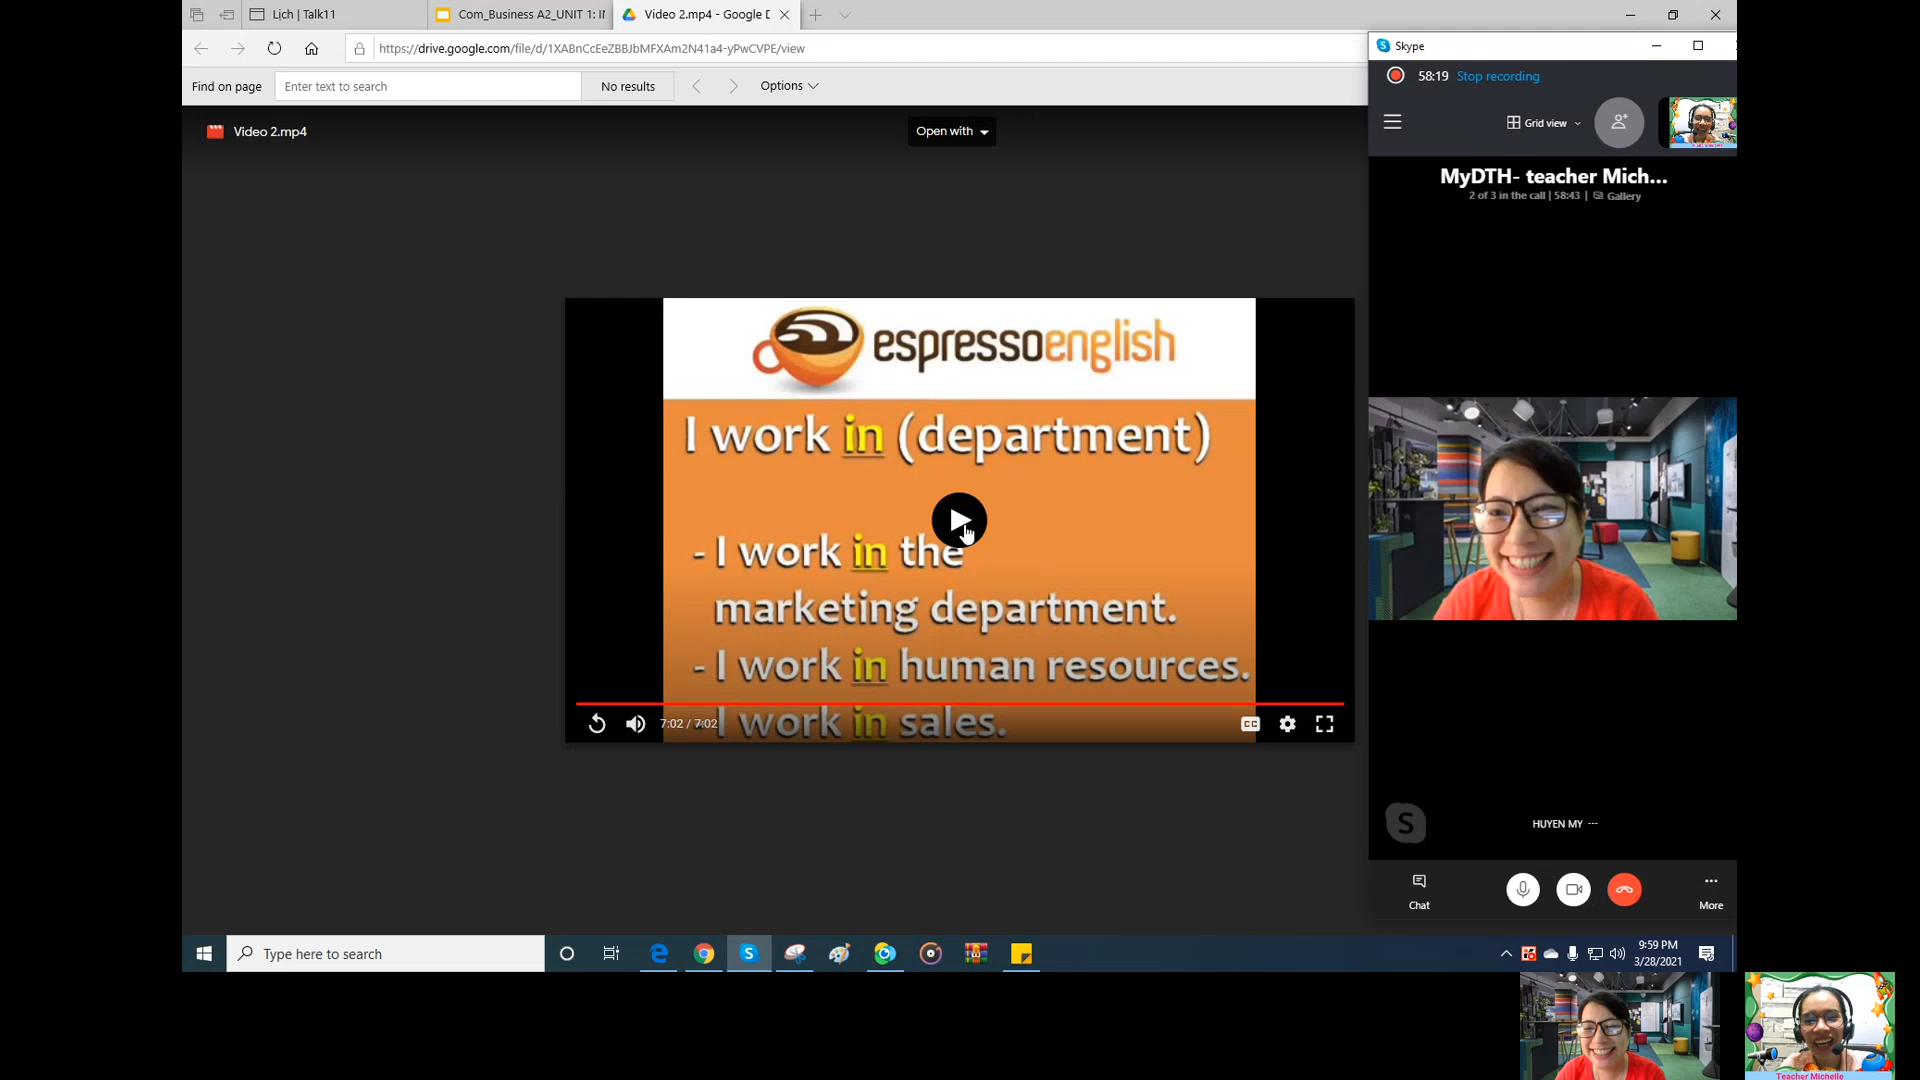 Lịch | Talk11
Com_Business A2_UNIT 1: I
Video 2.mp4 - Google D
https://drive.google.com/file/d/1XABnCcEeZBBJbMFXAm2N41a4-yPwCVPE/view
Find on page
Enter text to search
No results
Options
Video 2.mp4
Open with
espressoenglish
I work in (department)
- I work in the
marketing department.
- I work in human resources.
- I work in sales.
7:02 / 7:02
CC
Skype
58:19 Stop recording
Grid view
MyDTH- teacher Mich...
2 of 3 in the call | 58:43 | Gallery
HUYEN MY ...
Chat
More
Type here to search
9:59 PM
3/28/2021
Teacher Michelle